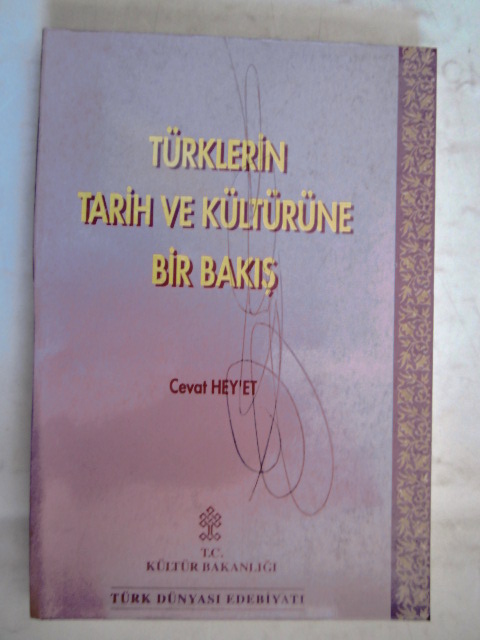 TÜRKLERİN
TARİH VE KÜLTÜRÜNE
BİR BAKIŞ
Cevat HEY'ET
T.C.
KÜLTÜR BAKANLIĞI
TÜRK DÜNYASI EDEBİYATI